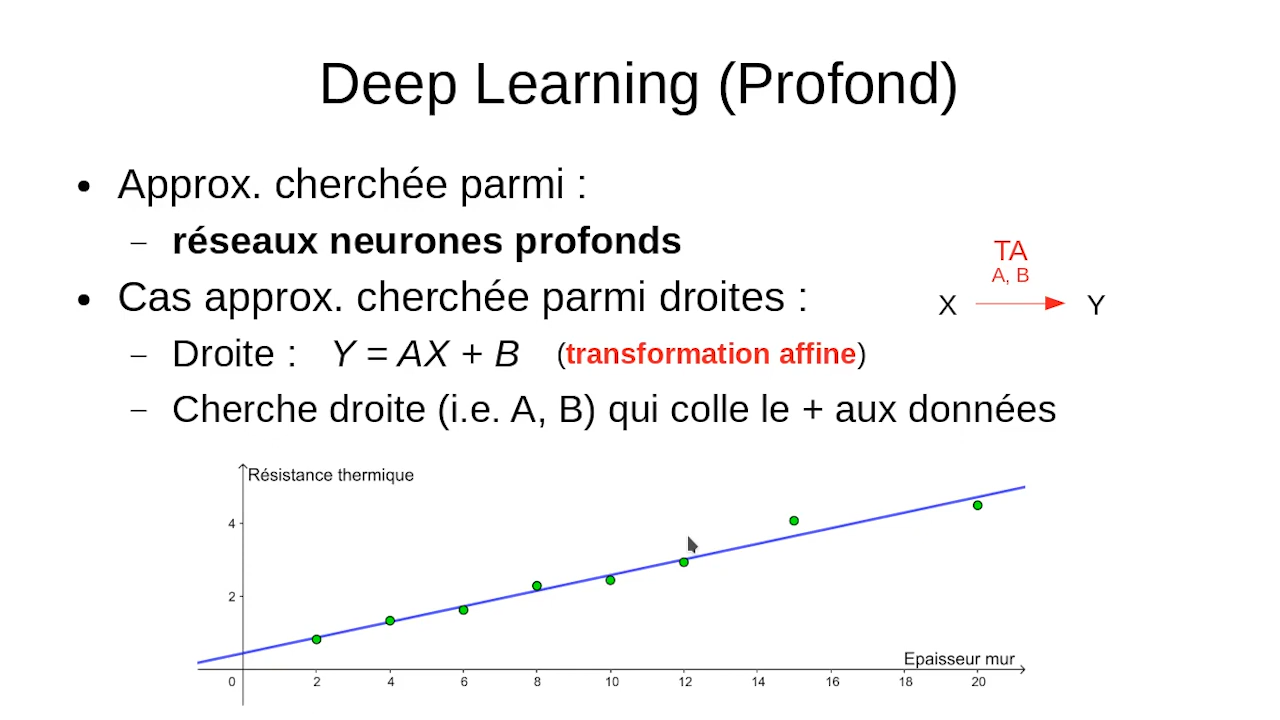 Deep Learning (Profond)
• Approx. cherchée parmi :
– réseaux neurones profonds
• Cas approx. cherchée parmi droites :
– Droite : Y = AX + B (transformation affine)
– Cherche droite (i.e. A, B) qui colle le + aux données
TA
A, B
X Y
Résistance thermique
4
2
Epaisseur mur
0 2 4 6 8 10 12 14 16 18 20